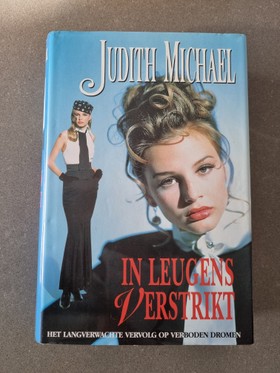 JUDITH MICHAEL
IN LEUGENS
VERSTRIKT
HET LANGVERWACHTE VERVOLG OP VERBODEN DROMEN